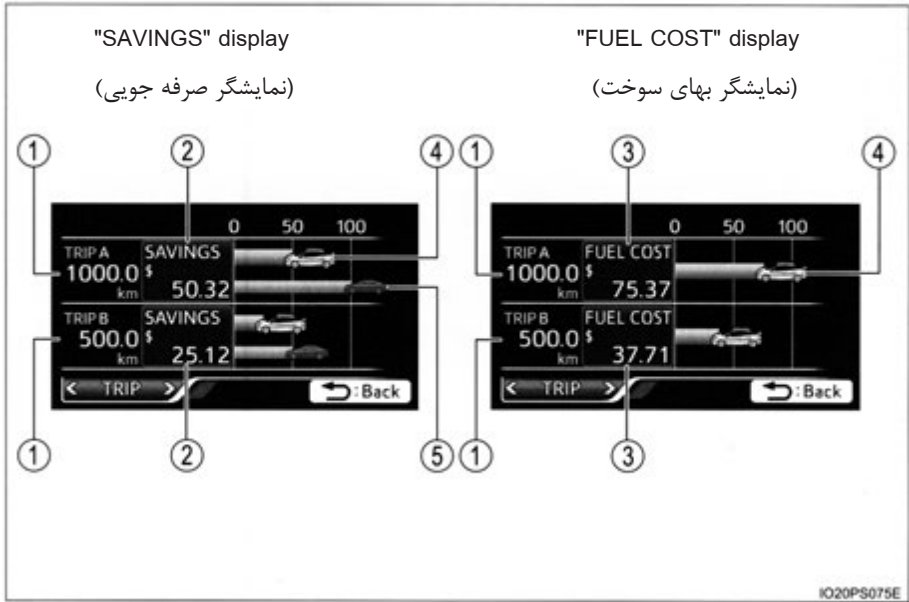 "SAVINGS" display
(نمایشگر صرفه جویی)
① ② ④
0 50 100
TRIP A SAVINGS
1000.0 $
km 50.32
TRIP B SAVINGS
500.0 $
km 25.12
< TRIP > : Back
① ② ⑤
"FUEL COST" display
(نمایشگر بهای سوخت)
① ③ ④
0 50 100
TRIP A FUEL COST
1000.0 $
km 75.37
TRIP B FUEL COST
500.0 $
km 37.71
< TRIP > : Back
① ③
IO20PS075E